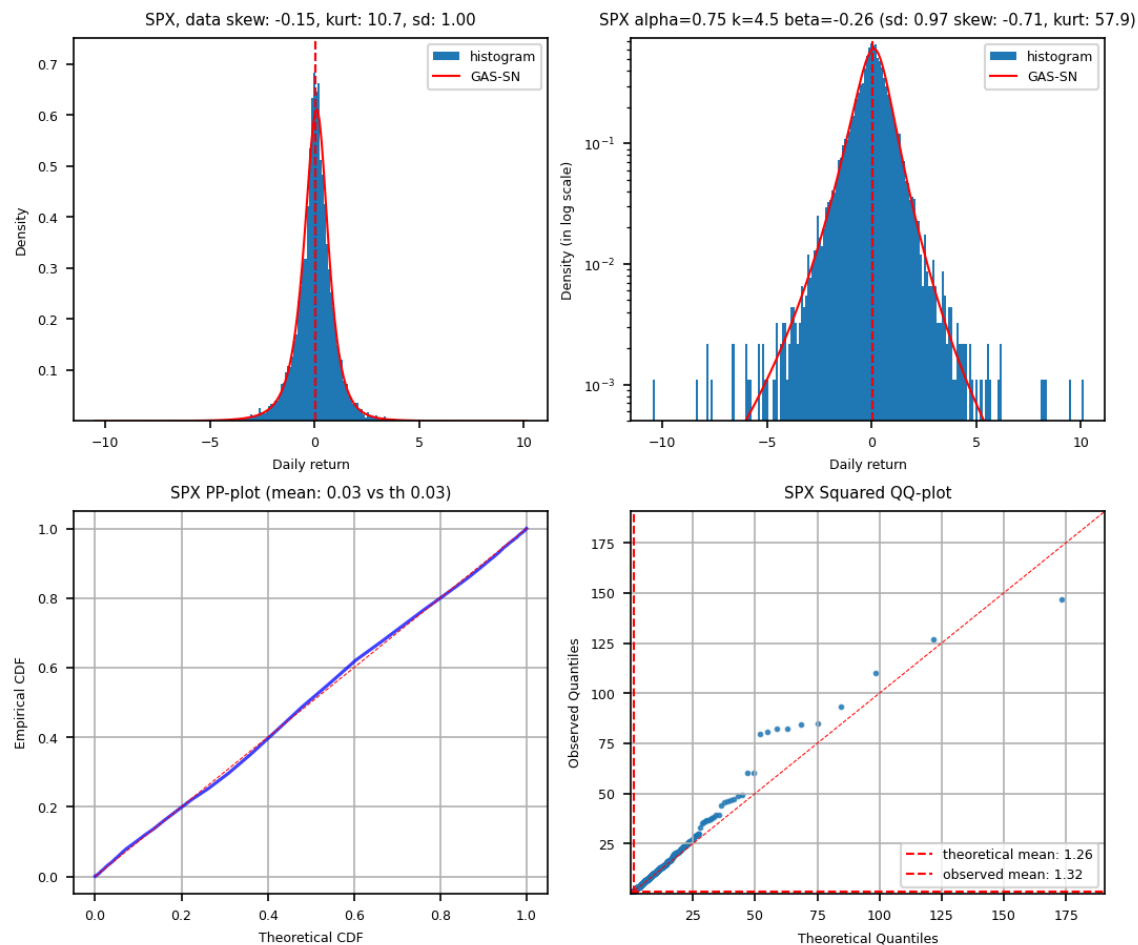 SPX, data skew: -0.15, kurt: 10.7, sd: 1.00
0.7
0.6
0.5
0.4
0.3
0.2
0.1
Density
histogram
GAS-SN
−10
−5
0
5
10
Daily return
SPX alpha=0.75 k=4.5 beta=-0.26 (sd: 0.97 skew: -0.71, kurt: 57.9)
10⁻¹
10⁻²
10⁻³
Density (in log scale)
histogram
GAS-SN
−10
−5
0
5
10
Daily return
SPX PP-plot (mean: 0.03 vs th 0.03)
1.0
0.8
0.6
0.4
0.2
0.0
Empirical CDF
0.0
0.2
0.4
0.6
0.8
1.0
Theoretical CDF
SPX Squared QQ-plot
175
150
125
100
75
50
25
Observed Quantiles
theoretical mean: 1.26
observed mean: 1.32
25
50
75
100
125
150
175
Theoretical Quantiles